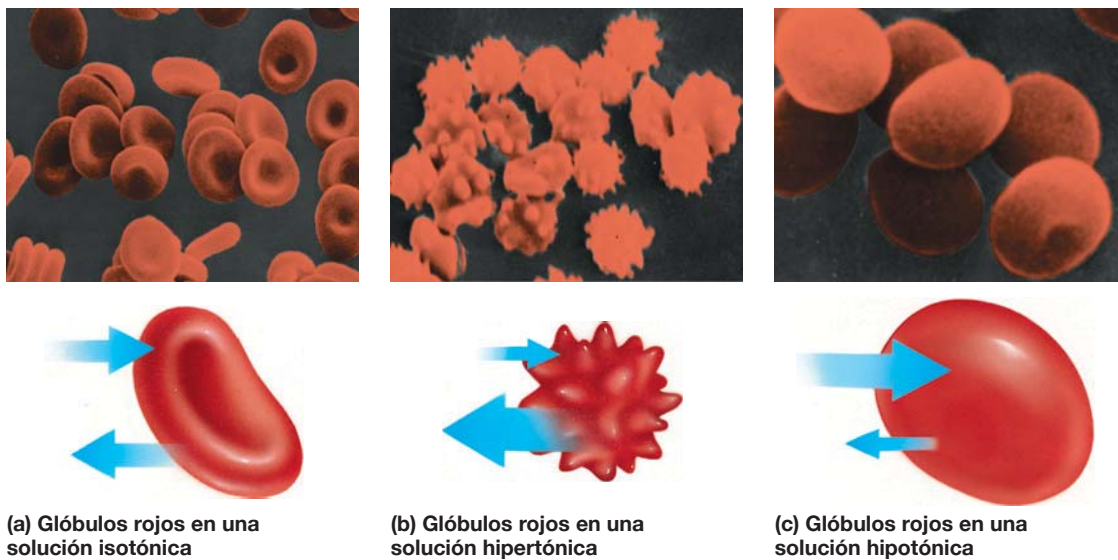 (a) Glóbulos rojos en una
solución isotónica
(b) Glóbulos rojos en una
solución hipertónica
(c) Glóbulos rojos en una
solución hipotónica